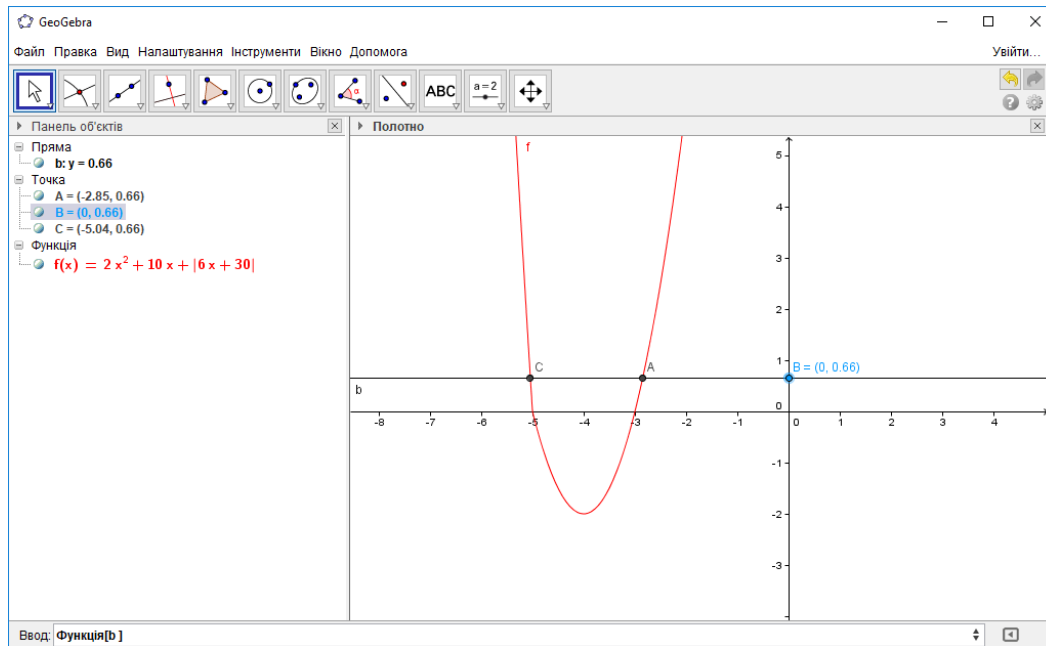 GeoGebra
Файл Правка Вид Налаштування Інструменти Вікно Допомога Увійти...
ABC a = 2
Панель об'єктів
Полотно
Пряма
b: y = 0.66
Точка
A = (-2.85, 0.66)
B = (0, 0.66)
C = (-5.04, 0.66)
Функція
f(x) = 2 x² + 10 x + |6 x + 30|
f
5
4
3
2
1
0
-1
-2
-3
C
A
B = (0, 0.66)
b
-8 -7 -6 -5 -4 -3 -2 -1 0 1 2 3 4
Ввод: Функція[b ]